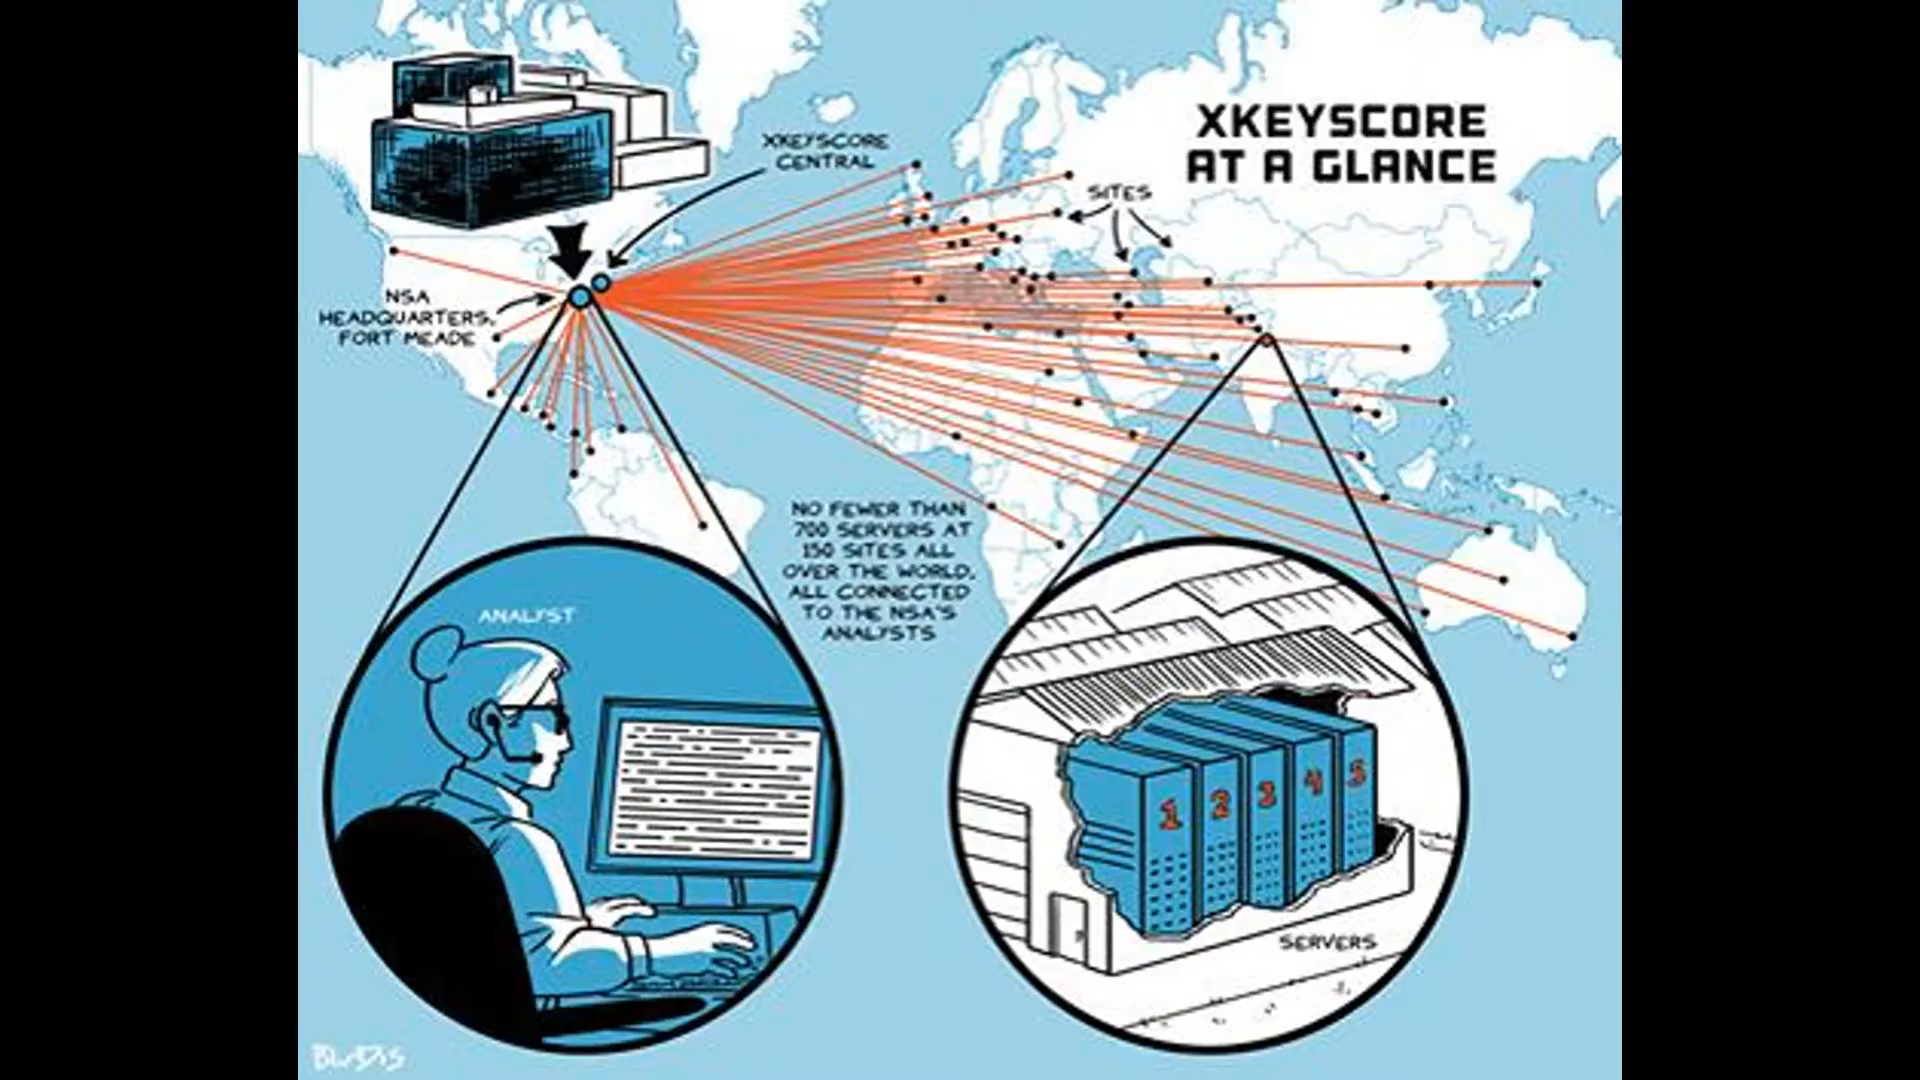 XKEYSCORE
AT A GLANCE
XKEYSCORE
CENTRAL
SITES
NSA
HEADQUARTERS,
FORT MEADE
NO FEWER THAN
700 SERVERS AT
150 SITES ALL
OVER THE WORLD,
ALL CONNECTED
TO THE NSA'S
ANALYSTS
ANALYST
1 2 3 4 5
SERVERS